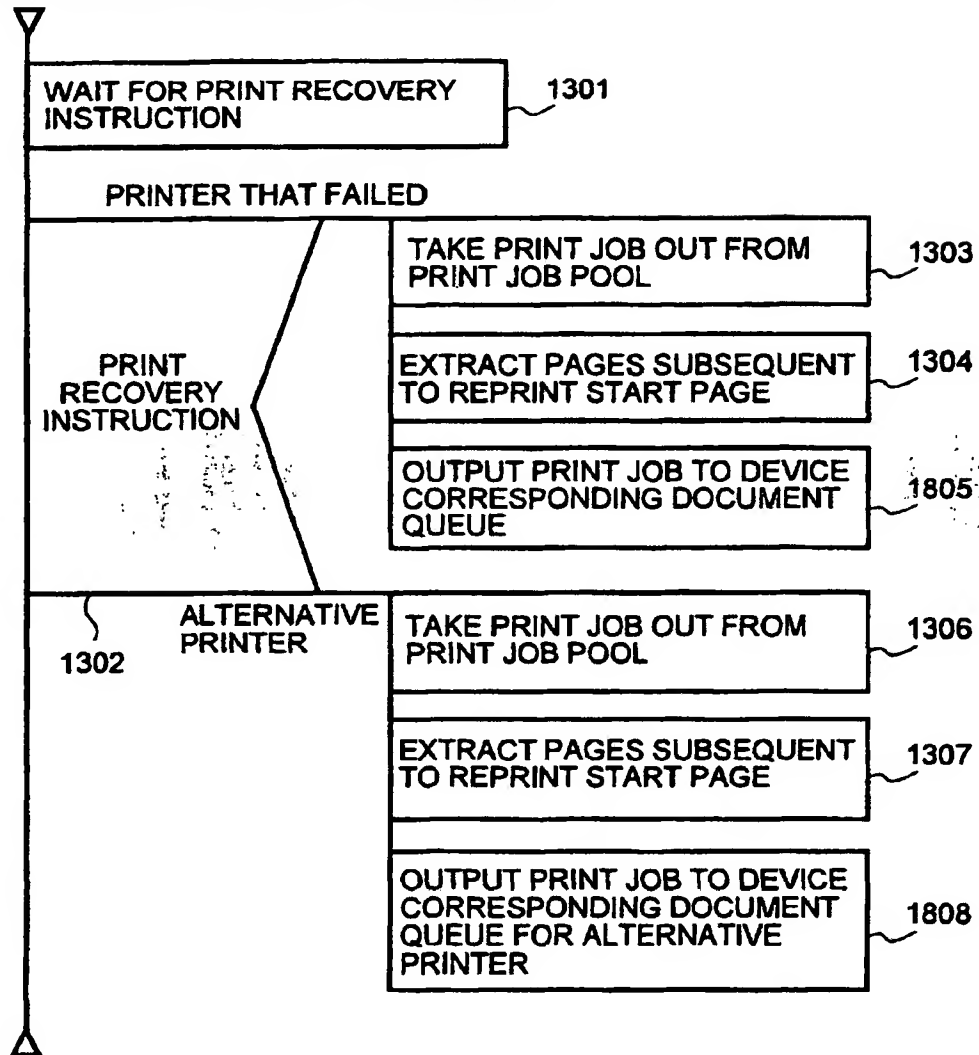 WAIT FOR PRINT RECOVERY
INSTRUCTION
1301
PRINTER THAT FAILED
TAKE PRINT JOB OUT FROM
PRINT JOB POOL
1303
PRINT
RECOVERY
INSTRUCTION
EXTRACT PAGES SUBSEQUENT
TO REPRINT START PAGE
1304
OUTPUT PRINT JOB TO DEVICE
CORRESPONDING DOCUMENT
QUEUE
1805
1302
ALTERNATIVE
PRINTER
TAKE PRINT JOB OUT FROM
PRINT JOB POOL
1306
EXTRACT PAGES SUBSEQUENT
TO REPRINT START PAGE
1307
OUTPUT PRINT JOB TO DEVICE
CORRESPONDING DOCUMENT
QUEUE FOR ALTERNATIVE
PRINTER
1808